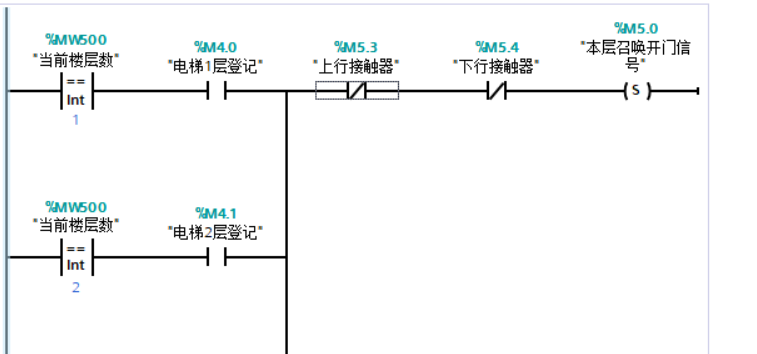 %M5.0
%MW500
%M4.0
%M5.3
%M5.4
"本层召唤开门信
号"
"当前楼层数"
"电梯1层登记"
"上行接触器"
"下行接触器"
==
Int
S
1
%MW500
%M4.1
"当前楼层数"
"电梯2层登记"
==
Int
2